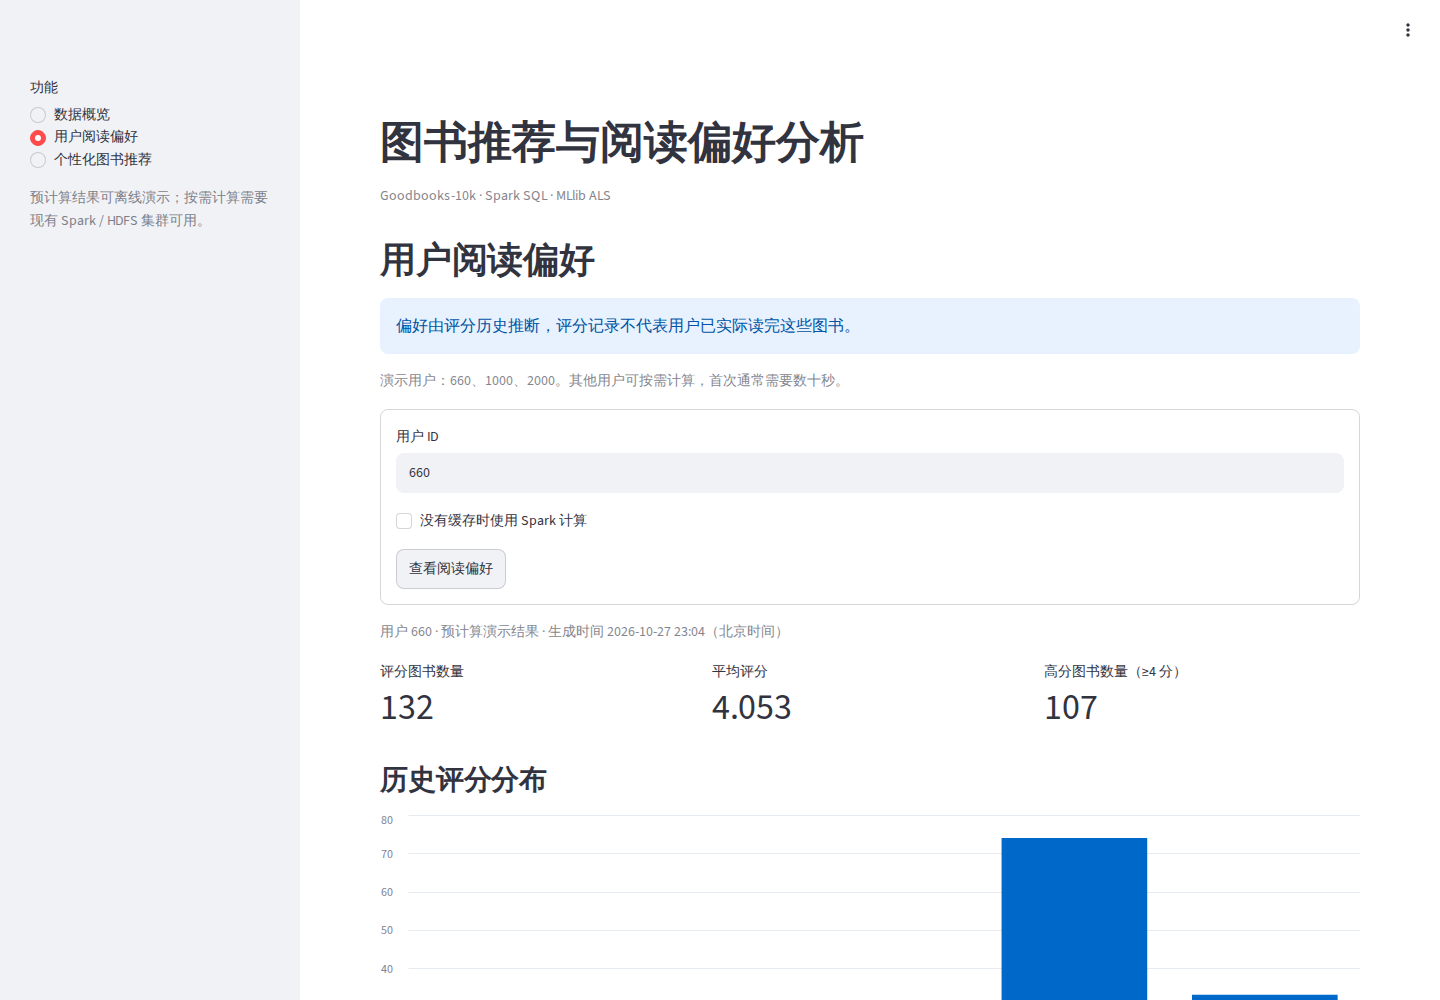 功能
数据概览
用户阅读偏好
个性化图书推荐
预计算结果可离线演示；按需计算需要
现有 Spark / HDFS 集群可用。
图书推荐与阅读偏好分析
Goodbooks-10k · Spark SQL · MLlib ALS
用户阅读偏好
偏好由评分历史推断，评分记录不代表用户已实际读完这些图书。
演示用户：660、1000、2000。其他用户可按需计算，首次通常需要数十秒。
用户 ID
660
没有缓存时使用 Spark 计算
查看阅读偏好
用户 660 · 预计算演示结果 · 生成时间 2026-10-27 23:04（北京时间）
评分图书数量
132
平均评分
4.053
高分图书数量（≥4 分）
107
历史评分分布
80
70
60
50
40